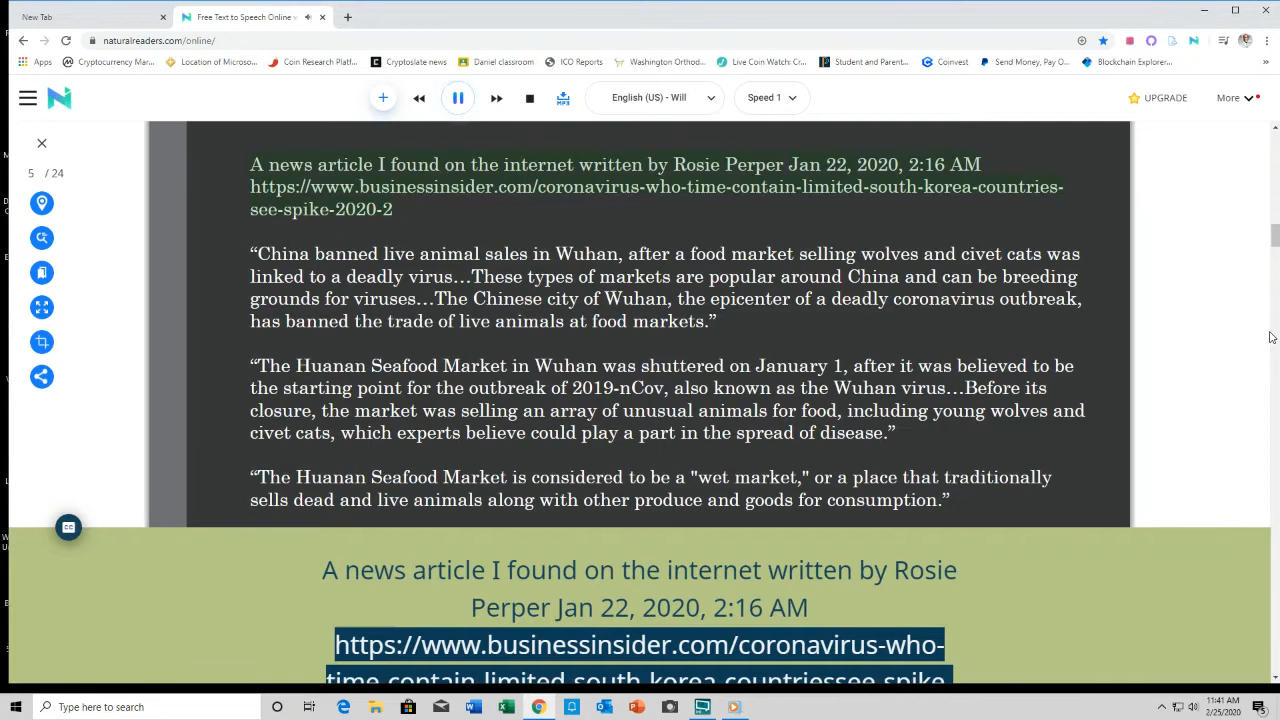 New Tab
Free Text to Speech Online v
naturalreaders.com/online/
Apps
Cryptocurrency Mar...
Location of Microso...
Coin Research Platf...
Cryptoslate news
Daniel classroom
ICO Reports
Washington Orthod...
Live Coin Watch: Cr...
Student and Parent...
Coinvest
Send Money, Pay O...
Blockchain Explorer...
»
MP3
English (US) - Will
Speed 1
UPGRADE
More
5 / 24
A news article I found on the internet written by Rosie Perper Jan 22, 2020, 2:16 AM
https://www.businessinsider.com/coronavirus-who-time-contain-limited-south-korea-countries-
see-spike-2020-2
“China banned live animal sales in Wuhan, after a food market selling wolves and civet cats was
linked to a deadly virus…These types of markets are popular around China and can be breeding
grounds for viruses…The Chinese city of Wuhan, the epicenter of a deadly coronavirus outbreak,
has banned the trade of live animals at food markets.”
“The Huanan Seafood Market in Wuhan was shuttered on January 1, after it was believed to be
the starting point for the outbreak of 2019-nCov, also known as the Wuhan virus…Before its
closure, the market was selling an array of unusual animals for food, including young wolves and
civet cats, which experts believe could play a part in the spread of disease.”
“The Huanan Seafood Market is considered to be a "wet market," or a place that traditionally
sells dead and live animals along with other produce and goods for consumption.”
CC
A news article I found on the internet written by Rosie
Perper Jan 22, 2020, 2:16 AM
https://www.businessinsider.com/coronavirus-who-
time-contain-limited-south-korea-countriessee-spike
Type here to search
11:41 AM
2/25/2020
5